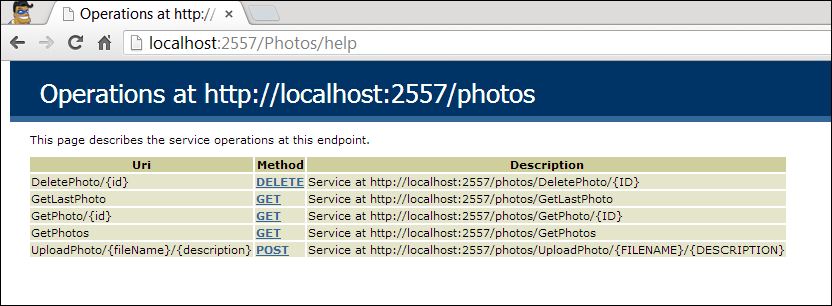 Operations at http://
localhost:2557/Photos/help
Operations at http://localhost:2557/photos
This page describes the service operations at this endpoint.
Uri Method Description
DeletePhoto/{id} DELETE Service at http://localhost:2557/photos/DeletePhoto/{ID}
GetLastPhoto GET Service at http://localhost:2557/photos/GetLastPhoto
GetPhoto/{id} GET Service at http://localhost:2557/photos/GetPhoto/{ID}
GetPhotos GET Service at http://localhost:2557/photos/GetPhotos
UploadPhoto/{fileName}/{description} POST Service at http://localhost:2557/photos/UploadPhoto/{FILENAME}/{DESCRIPTION}